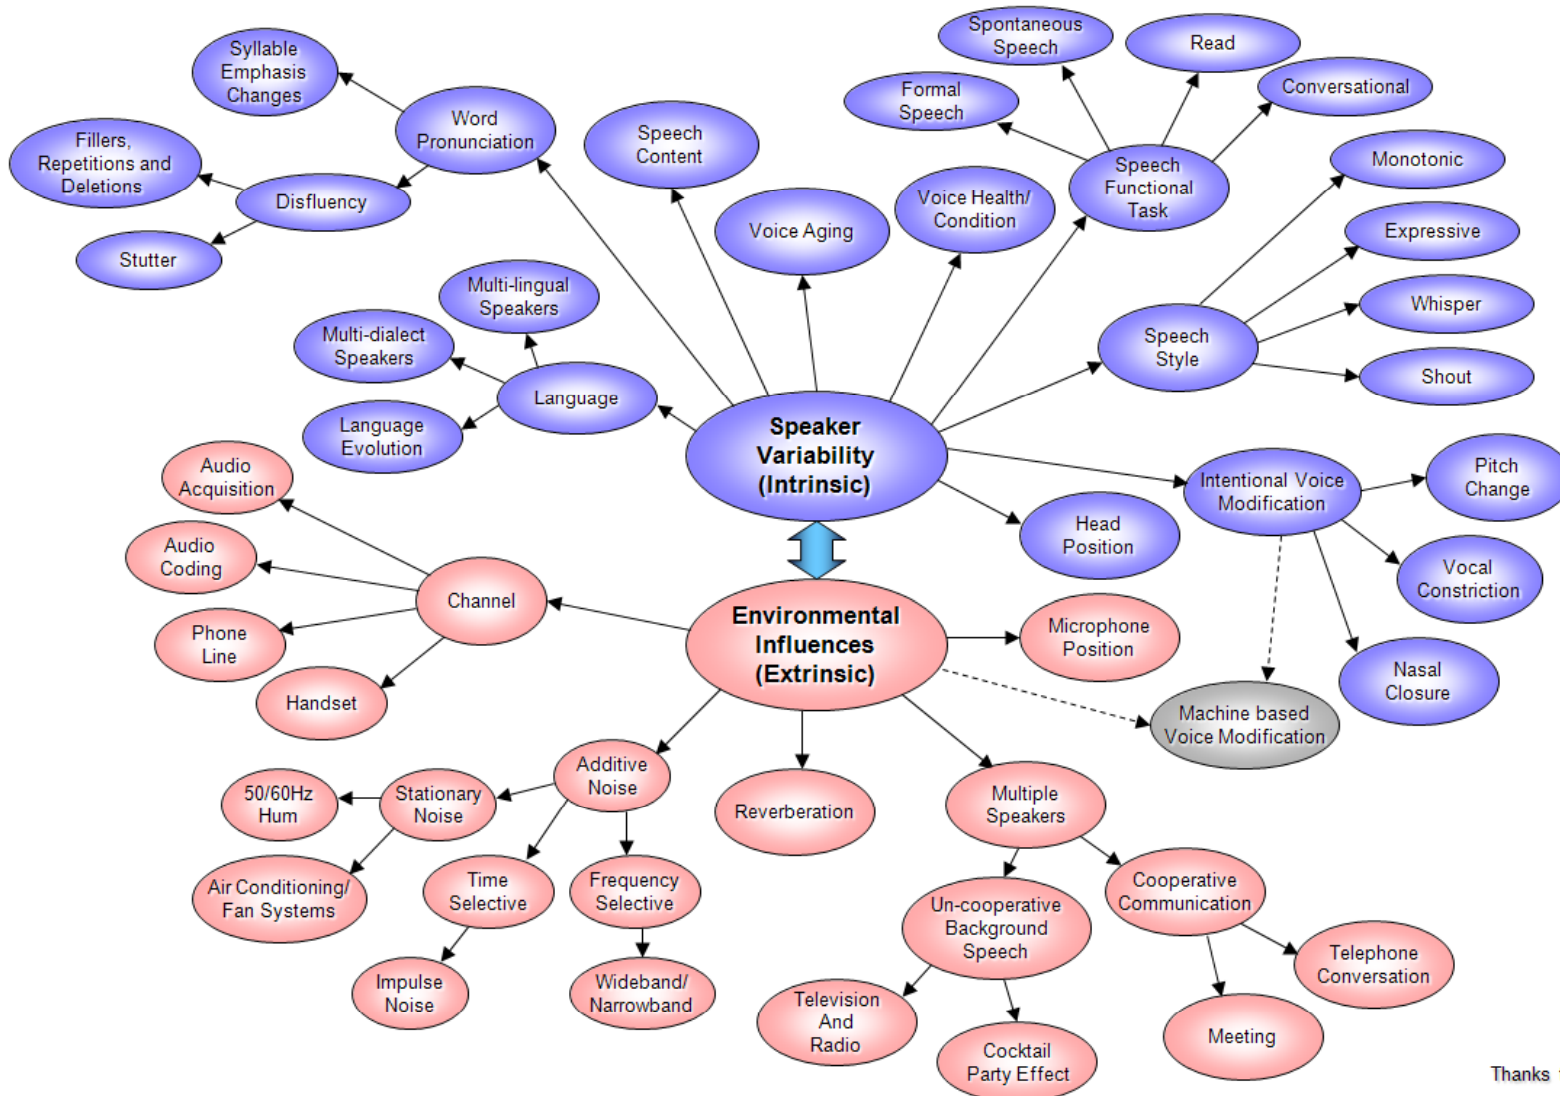 Spontaneous
Speech
Read
Conversational
Formal
Speech
Speech
Functional
Task
Syllable
Emphasis
Changes
Word
Pronunciation
Fillers,
Repetitions and
Deletions
Disfluency
Stutter
Speech
Content
Voice Aging
Voice Health/
Condition
Monotonic
Expressive
Whisper
Shout
Speech
Style
Multi-lingual
Speakers
Multi-dialect
Speakers
Language
Language
Evolution
Speaker
Variability
(Intrinsic)
Intentional Voice
Modification
Pitch
Change
Vocal
Constriction
Nasal
Closure
Head
Position
Machine based
Voice Modification
Audio
Acquisition
Audio
Coding
Channel
Phone
Line
Handset
Environmental
Influences
(Extrinsic)
Microphone
Position
Additive
Noise
Stationary
Noise
50/60Hz
Hum
Air Conditioning/
Fan Systems
Time
Selective
Frequency
Selective
Impulse
Noise
Wideband/
Narrowband
Reverberation
Multiple
Speakers
Un-cooperative
Background
Speech
Cooperative
Communication
Television
And
Radio
Cocktail
Party Effect
Meeting
Telephone
Conversation
Thanks